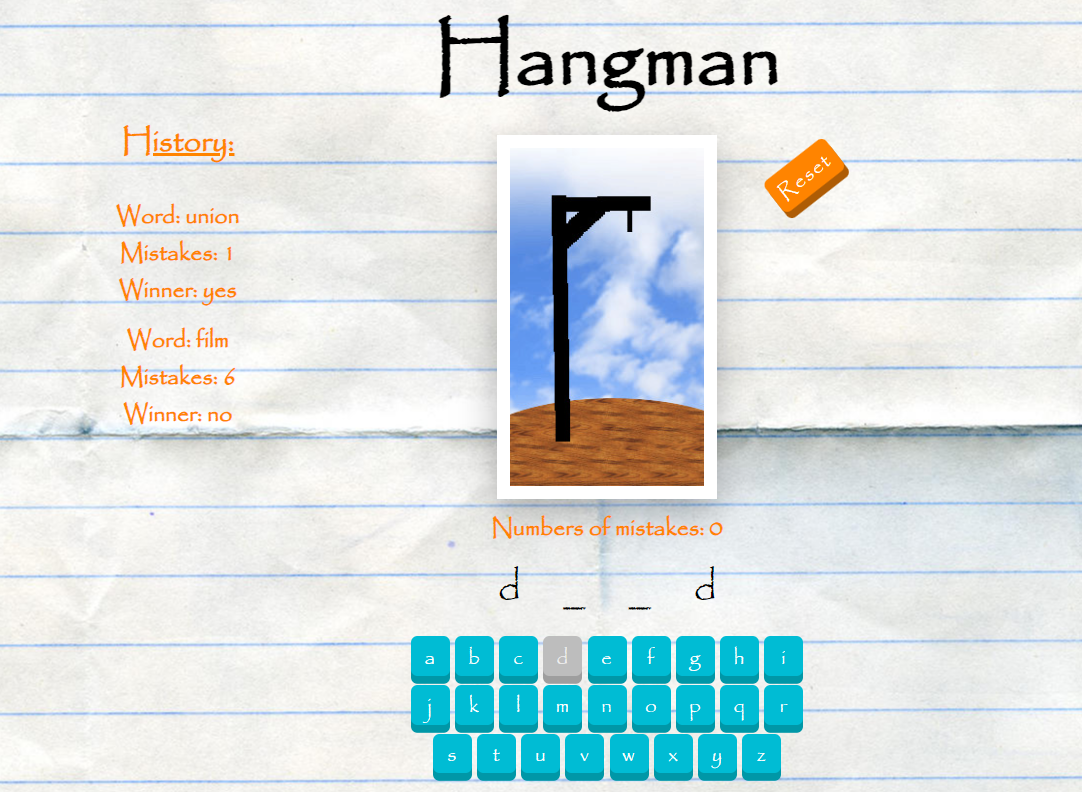 Hangman
History:
Reset
Word: union
Mistakes: 1
Winner: yes
Word: film
Mistakes: 6
Winner: no
Numbers of mistakes: 0
d _ _ d
a b c d e f g h i
j k l m n o p q r
s t u v w x y z